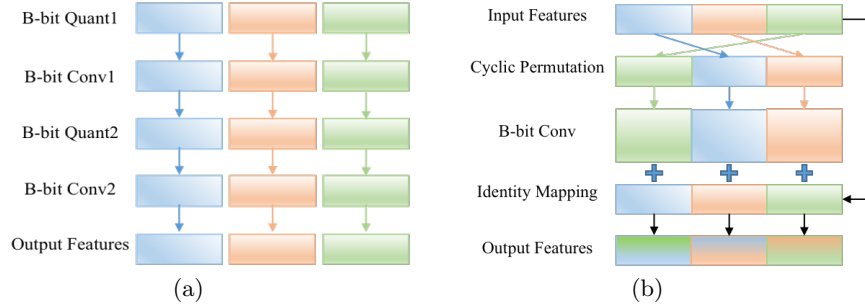 B-bit Quant1
B-bit Conv1
B-bit Quant2
B-bit Conv2
Output Features
(a)
Input Features
Cyclic Permutation
B-bit Conv
Identity Mapping
Output Features
(b)